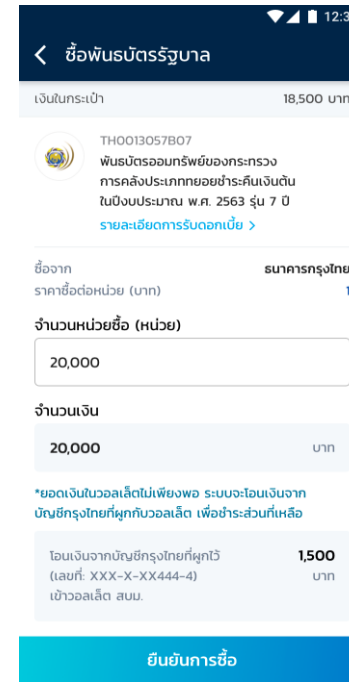 12:3
ซื้อพันธบัตรรัฐบาล
เงินในกระเป๋า 18,500 บาท
TH0013057B07
พันธบัตรออมทรัพย์ของกระทรวง
การคลังประเภททยอยชำระคืนเงินต้น
ในปีงบประมาณ พ.ศ. 2563 รุ่น 7 ปี
รายละเอียดการรับดอกเบี้ย >
ซื้อจาก ธนาคารกรุงไทย
ราคาซื้อต่อหน่วย (บาท) 1
จำนวนหน่วยซื้อ (หน่วย)
20,000
จำนวนเงิน
20,000 บาท
*ยอดเงินในวอลเล็ตไม่เพียงพอ ระบบจะโอนเงินจาก
บัญชีกรุงไทยที่ผูกกับวอลเล็ต เพื่อชำระส่วนที่เหลือ
โอนเงินจากบัญชีกรุงไทยที่ผูกไว้ 1,500
(เลขที่: XXX-X-XX444-4) บาท
เข้าวอลเล็ต สบม.
ยืนยันการซื้อ